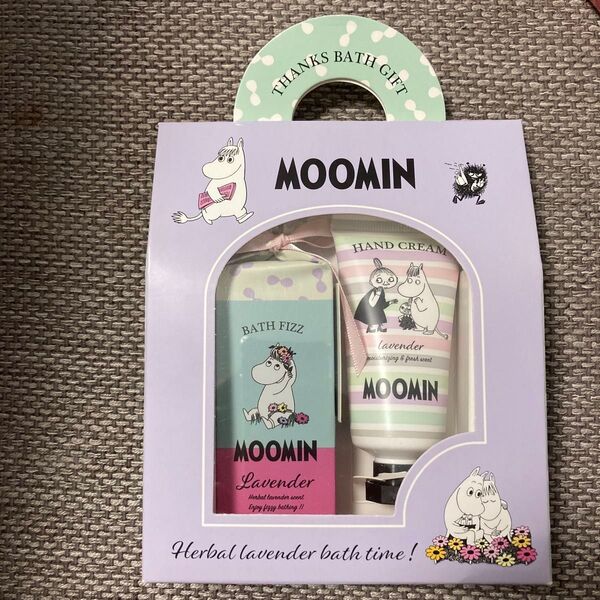 THANKS BATH GIFT
MOOMIN
HAND CREAM
lavender
moisturizing & fresh scent
MOOMIN
BATH FIZZ
MOOMIN
Lavender
Herbal lavender scent
Enjoy fizzy bathing !!
Herbal lavender bath time!